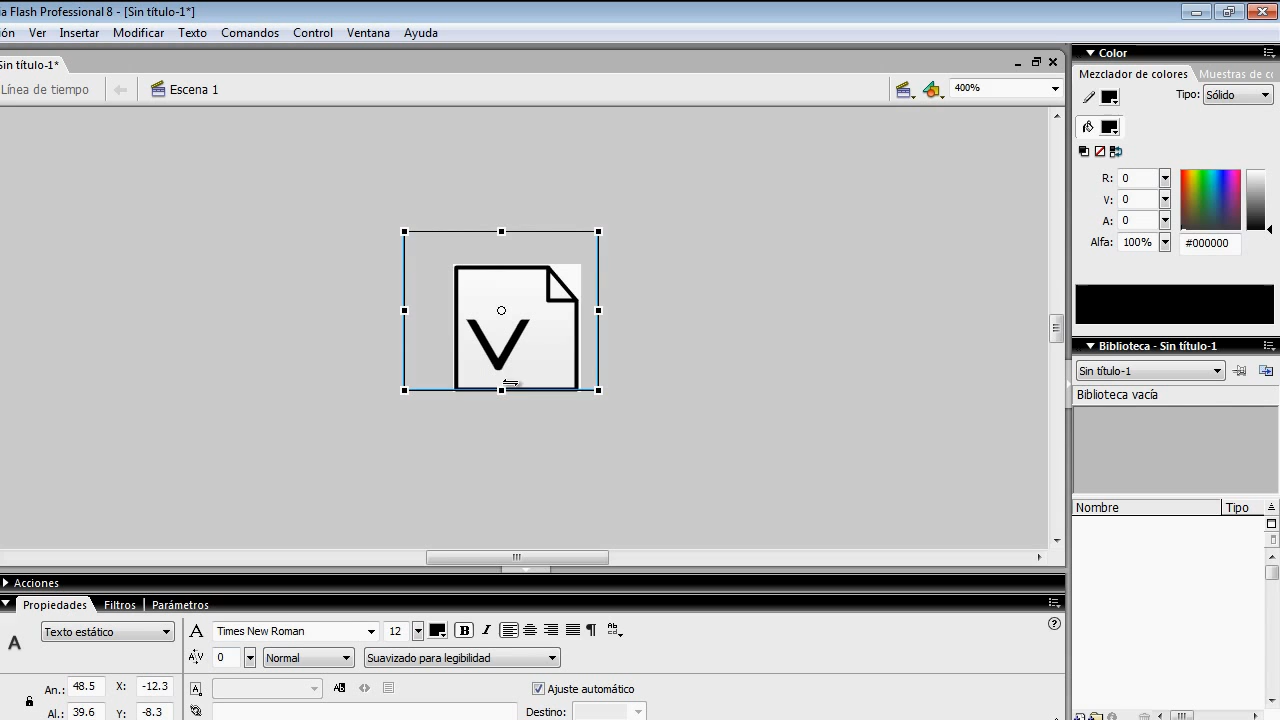 ia Flash Professional 8 - [Sin título-1*]
ión Ver Insertar Modificar Texto Comandos Control Ventana Ayuda
Sin título-1*
Línea de tiempo Escena 1 400%
V
Color
Mezclador de colores Muestras de co
Tipo: Sólido
R: 0
V: 0
A: 0
Alfa: 100% #000000
Biblioteca - Sin título-1
Sin título-1
Biblioteca vacía
Nombre Tipo
Acciones
Propiedades Filtros Parámetros
A Texto estático A Times New Roman 12 B I ¶
A/V 0 Normal Suavizado para legibilidad
An.: 48.5 X: -12.3 Ajuste automático
Al.: 39.6 Y: -8.3 Destino: